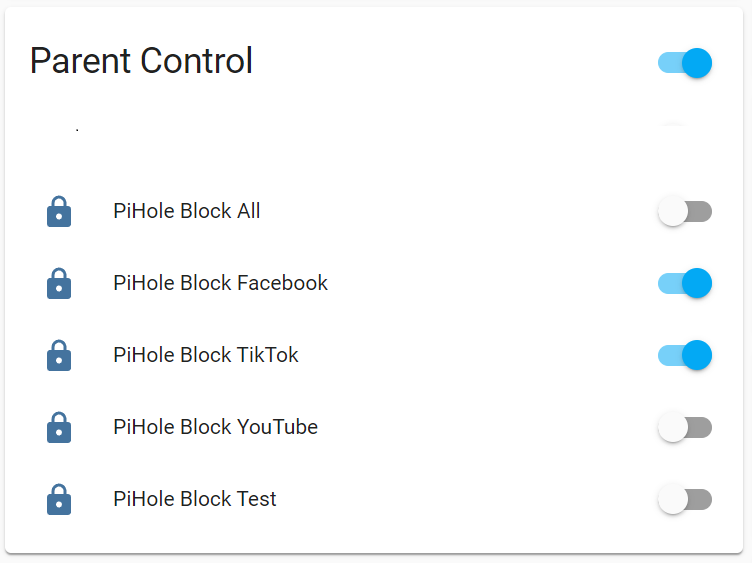 Parent Control
PiHole Block All
PiHole Block Facebook
PiHole Block TikTok
PiHole Block YouTube
PiHole Block Test